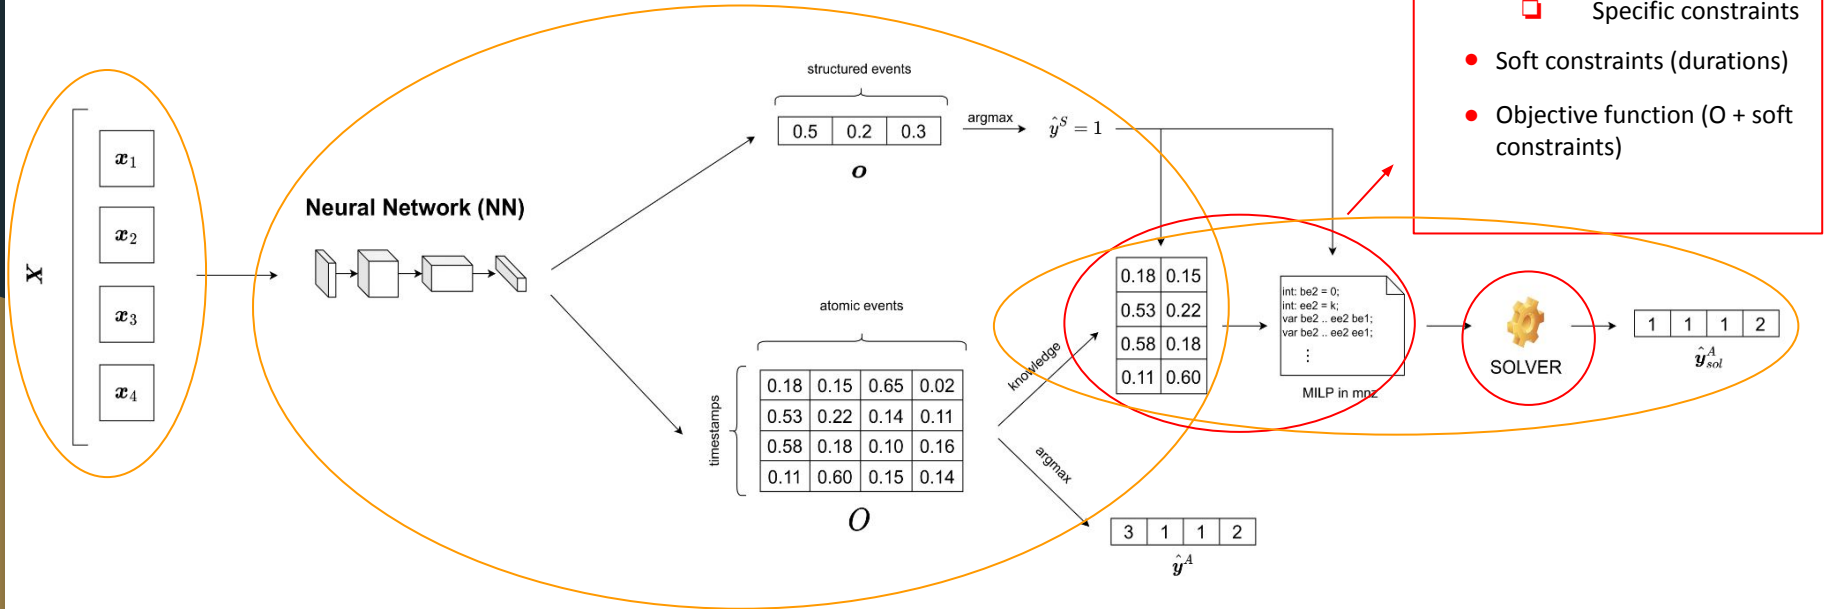 Specific constraints
Soft constraints (durations)
Objective function (O + soft
constraints)
X
x1
x2
x3
x4
Neural Network (NN)
structured events
0.5 0.2 0.3
o
argmax
ŷ^S = 1
atomic events
timestamps
0.18 0.15 0.65 0.02
0.53 0.22 0.14 0.11
0.58 0.18 0.10 0.16
0.11 0.60 0.15 0.14
O
knowledge
argmax
3 1 1 2
ŷ^A
0.18 0.15
0.53 0.22
0.58 0.18
0.11 0.60
int: be2 = 0;
int: ee2 = k;
var be2 .. ee2 be1;
var be2 .. ee2 ee1;
⋮
MILP in mnz
SOLVER
1 1 1 2
ŷ^A_sol